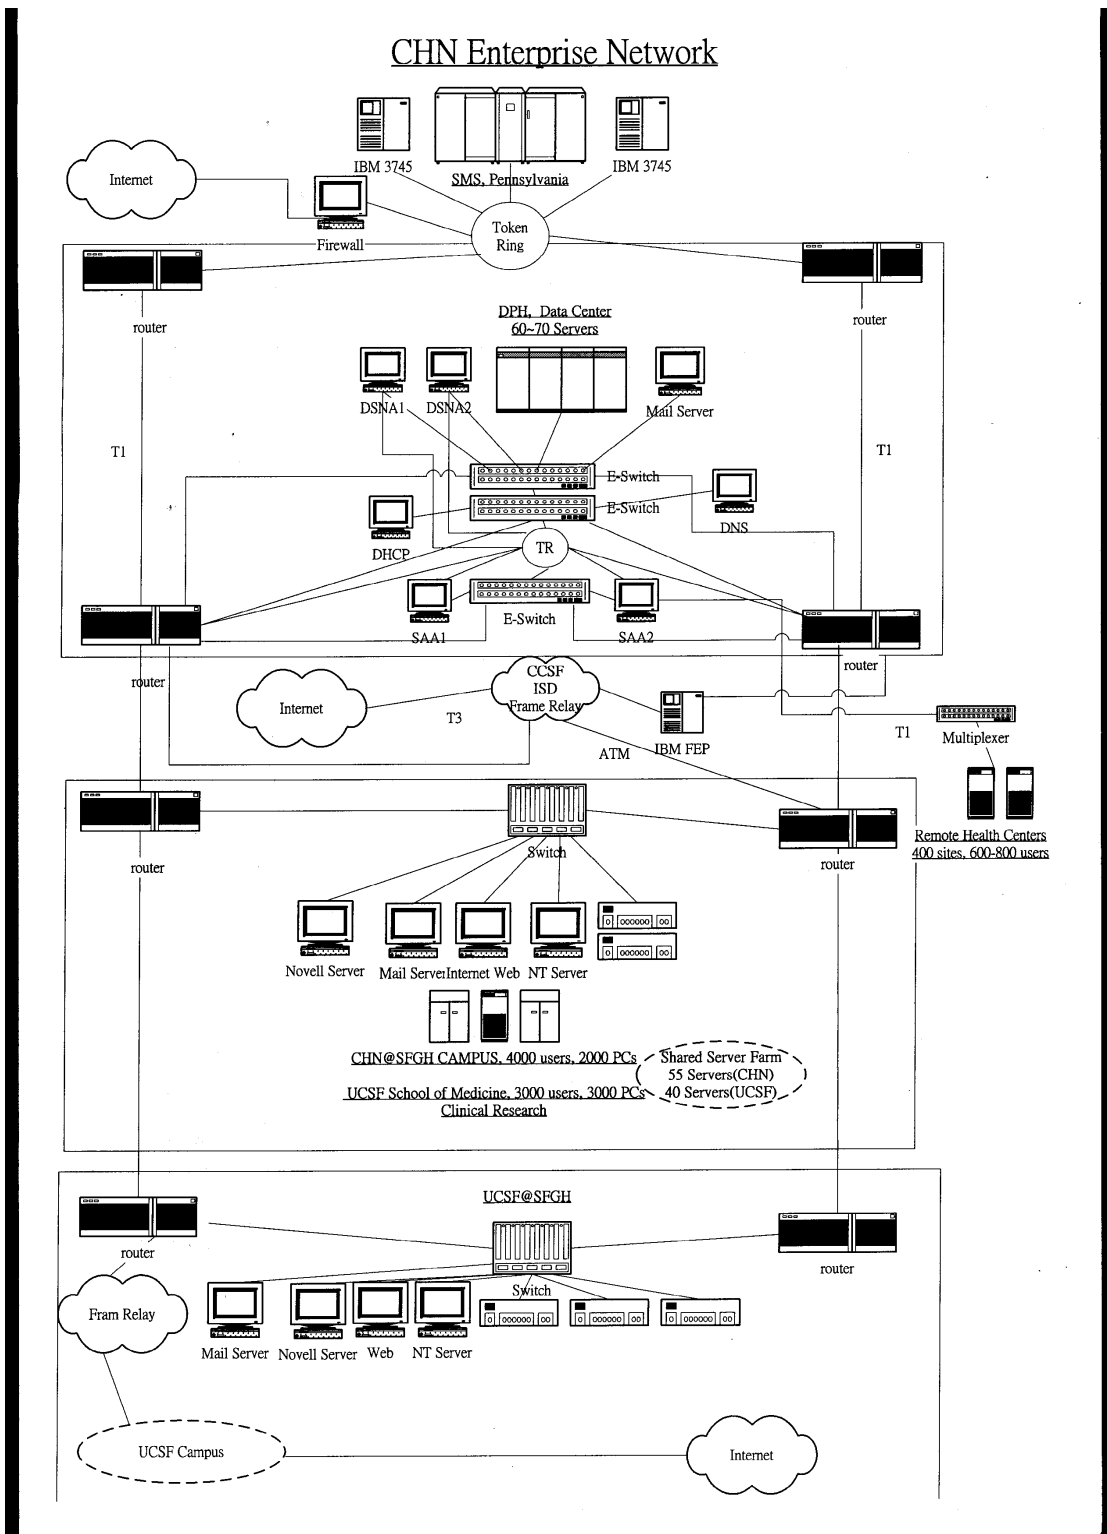 CHN Enterprise Network
IBM 3745
SMS, Pennsylvania
IBM 3745
Internet
Firewall
Token
Ring
router
router
DPH, Data Center
60~70 Servers
DSNA1
DSNA2
Mail Server
T1
T1
E-Switch
E-Switch
DHCP
DNS
TR
SAA1
E-Switch
SAA2
router
router
Internet
T3
CCSF
ISD
Frame Relay
ATM
IBM FEP
T1
Multiplexer
Remote Health Centers
400 sites, 600-800 users
router
Switch
router
Novell Server
Mail Server
Internet Web
NT Server
CHN@SFGH CAMPUS, 4000 users, 2000 PCs
UCSF School of Medicine, 3000 users, 3000 PCs
Clinical Research
Shared Server Farm
55 Servers(CHN)
40 Servers(UCSF)
UCSF@SFGH
router
Switch
router
Fram Relay
Mail Server
Novell Server
Web
NT Server
UCSF Campus
Internet